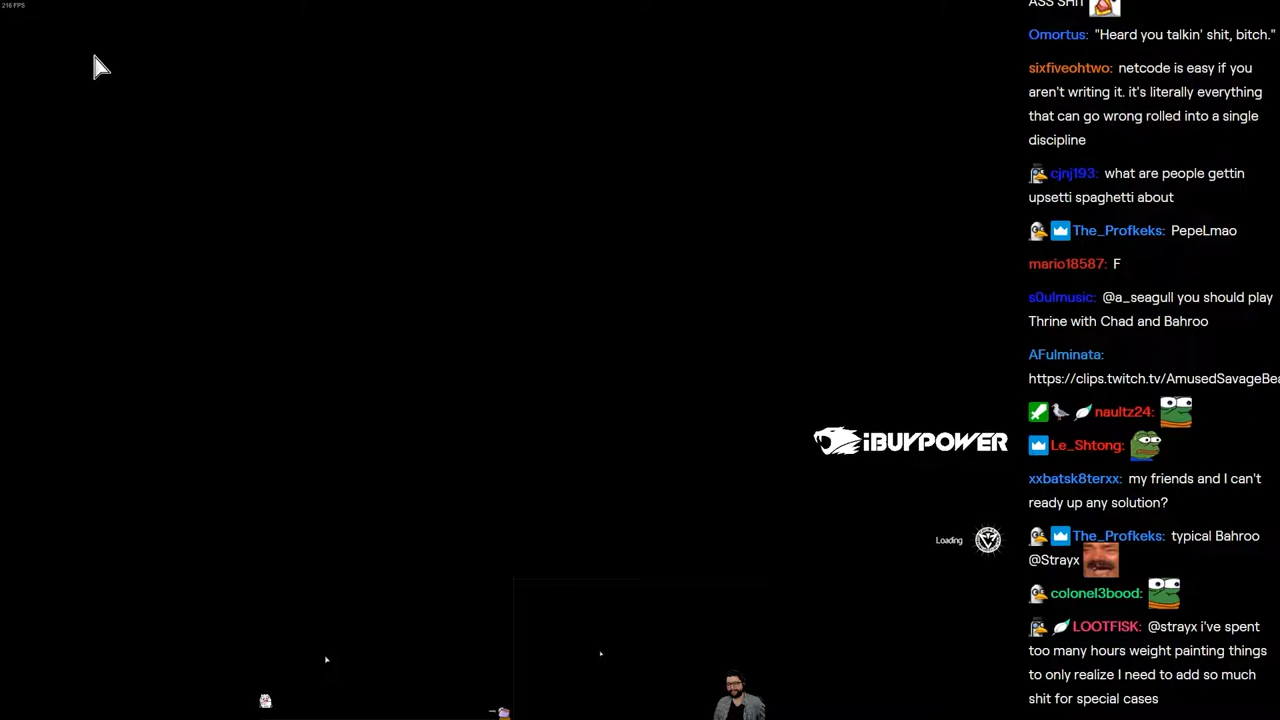 216 FPS
ASS SHIT
Omortus: "Heard you talkin' shit, bitch."
sixfiveohtwo: netcode is easy if you
aren't writing it. it's literally everything
that can go wrong rolled into a single
discipline
cjnj193: what are people gettin
upsetti spaghetti about
The_Profkeks: PepeLmao
mario18587: F
s0ulmusic: @a_seagull you should play
Thrine with Chad and Bahroo
AFulminata:
https://clips.twitch.tv/AmusedSavageBea
naultz24:
iBUYPOWER
Le_Shtong:
xxbatsk8terxx: my friends and I can't
ready up any solution?
Loading
The_Profkeks: typical Bahroo
@Strayx
colonel3bood:
LOOTFISK: @strayx i've spent
too many hours weight painting things
to only realize I need to add so much
shit for special cases